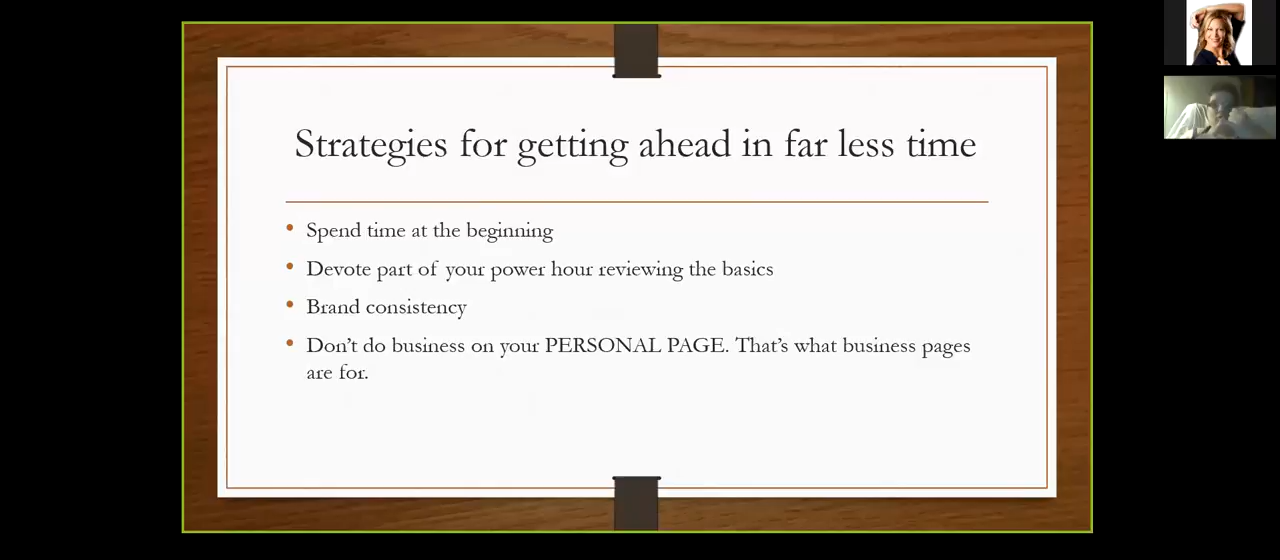 Strategies for getting ahead in far less time
• Spend time at the beginning
• Devote part of your power hour reviewing the basics
• Brand consistency
• Don’t do business on your PERSONAL PAGE. That’s what business pages
are for.